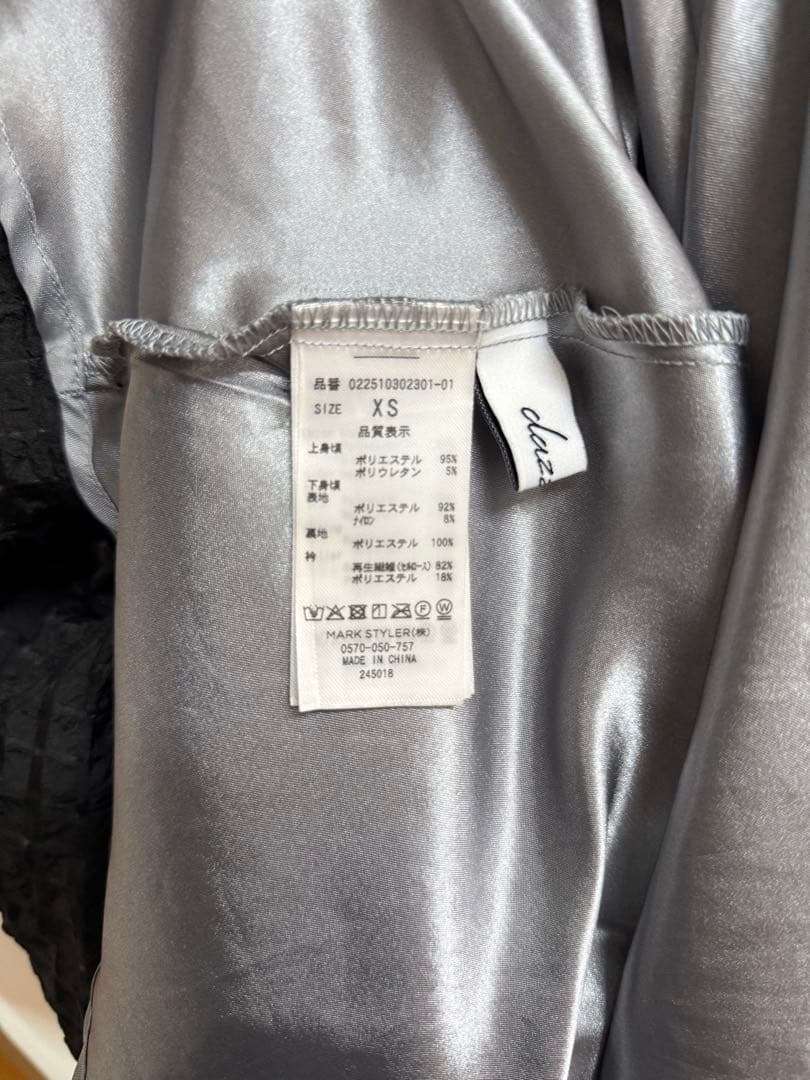 品番 022510302301-01
SIZE XS
品質表示
上身頃
ポリエステル 95%
ポリウレタン 5%
下身頃
表地
ポリエステル 92%
ナイロン 8%
裏地
ポリエステル 100%
衿
再生繊維(セルロース) 82%
ポリエステル 18%
F W
MARK STYLER(株)
0570-050-757
MADE IN CHINA
245018